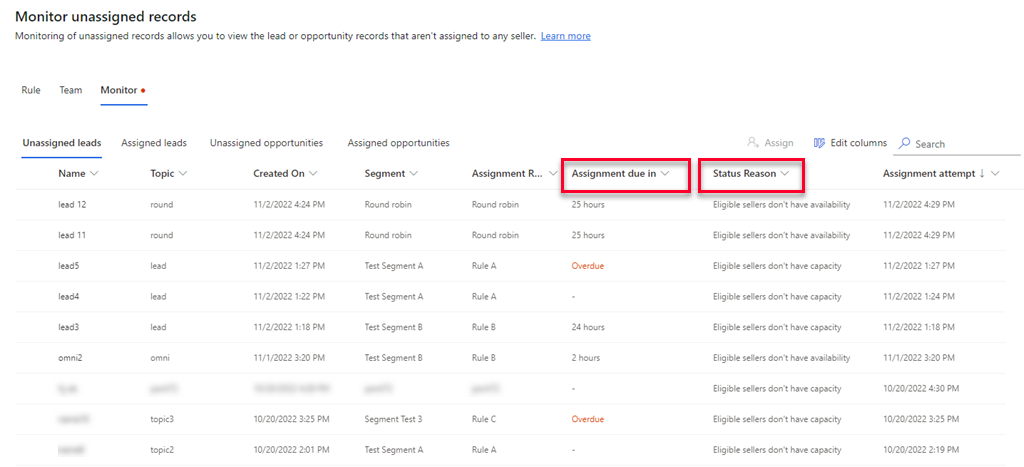 Monitor unassigned records
Monitoring of unassigned records allows you to view the lead or opportunity records that aren't assigned to any seller. Learn more
Rule Team Monitor
Unassigned leads Assigned leads Unassigned opportunities Assigned opportunities Assign Edit columns Search
Name Topic Created On Segment Assignment R... Assignment due in Status Reason Assignment attempt ↓
lead 12 round 11/2/2022 4:24 PM Round robin Round robin 25 hours Eligible sellers don't have availability 11/2/2022 4:29 PM
lead 11 round 11/2/2022 4:24 PM Round robin Round robin 25 hours Eligible sellers don't have availability 11/2/2022 4:29 PM
lead5 lead 11/2/2022 1:27 PM Test Segment A Rule A Overdue Eligible sellers don't have capacity 11/2/2022 1:27 PM
lead4 lead 11/2/2022 1:22 PM Test Segment A Rule A - Eligible sellers don't have capacity 11/2/2022 1:24 PM
lead3 lead 11/2/2022 1:18 PM Test Segment B Rule B 24 hours Eligible sellers don't have capacity 11/2/2022 1:18 PM
omni2 omni 11/1/2022 3:20 PM Test Segment B Rule B 2 hours Eligible sellers don't have availability 11/1/2022 3:20 PM
- Eligible sellers don't have capacity 10/20/2022 4:30 PM
topic3 10/20/2022 3:25 PM Segment Test 3 Rule C Overdue Eligible sellers don't have capacity 10/20/2022 3:25 PM
topic2 10/20/2022 2:01 PM Test Segment A Rule A - Eligible sellers don't have capacity 10/20/2022 2:19 PM